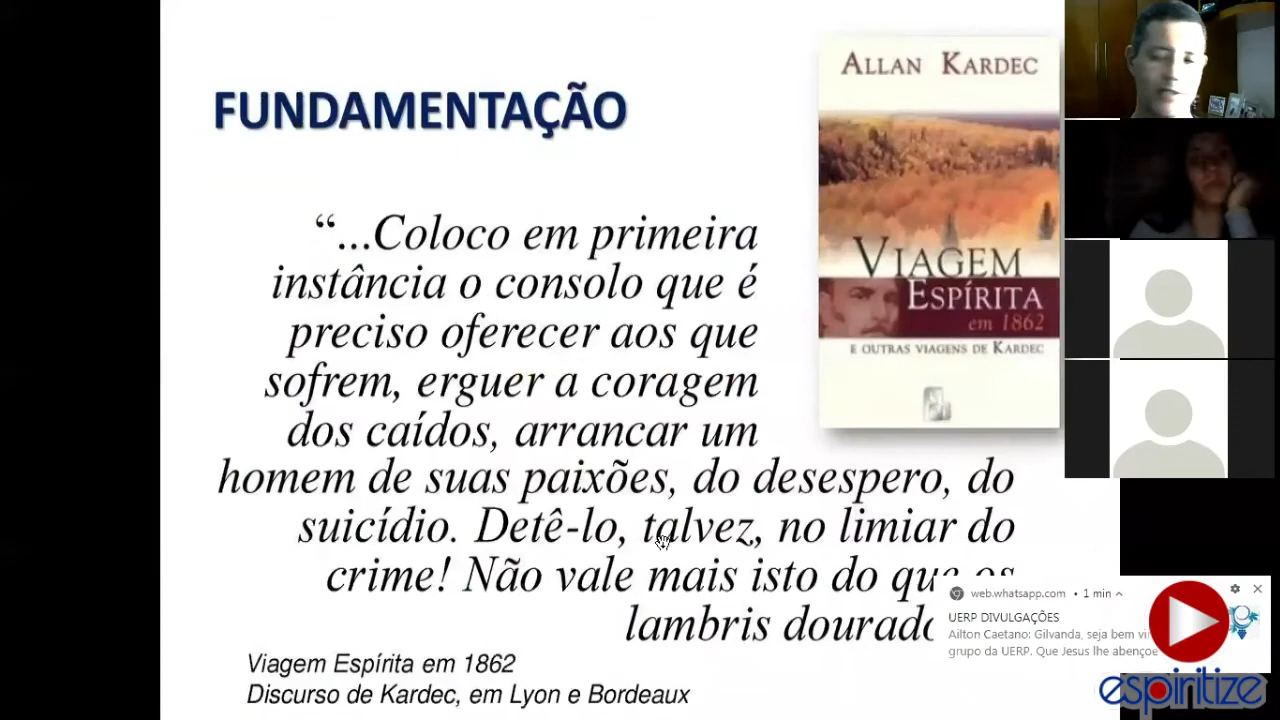 FUNDAMENTAÇÃO
“...Coloco em primeira
instância o consolo que é
preciso oferecer aos que
sofrem, erguer a coragem
dos caídos, arrancar um
homem de suas paixões, do desespero, do
suicídio. Detê-lo, talvez, no limiar do
crime! Não vale mais isto do que os
lambris
Viagem Espírita em 1862
Discurso de Kardec, em Lyon e Bordeaux
ALLAN KARDEC
VIAGEM
ESPÍRITA
em 1862
E OUTRAS VIAGENS DE KARDEC
web.whatsapp.com • 1 min
UERP DIVULGAÇÕES
Ailton Caetano: Gilvanda, seja bem
grupo da UERP. Que Jesus lhe abençoe
espiritize